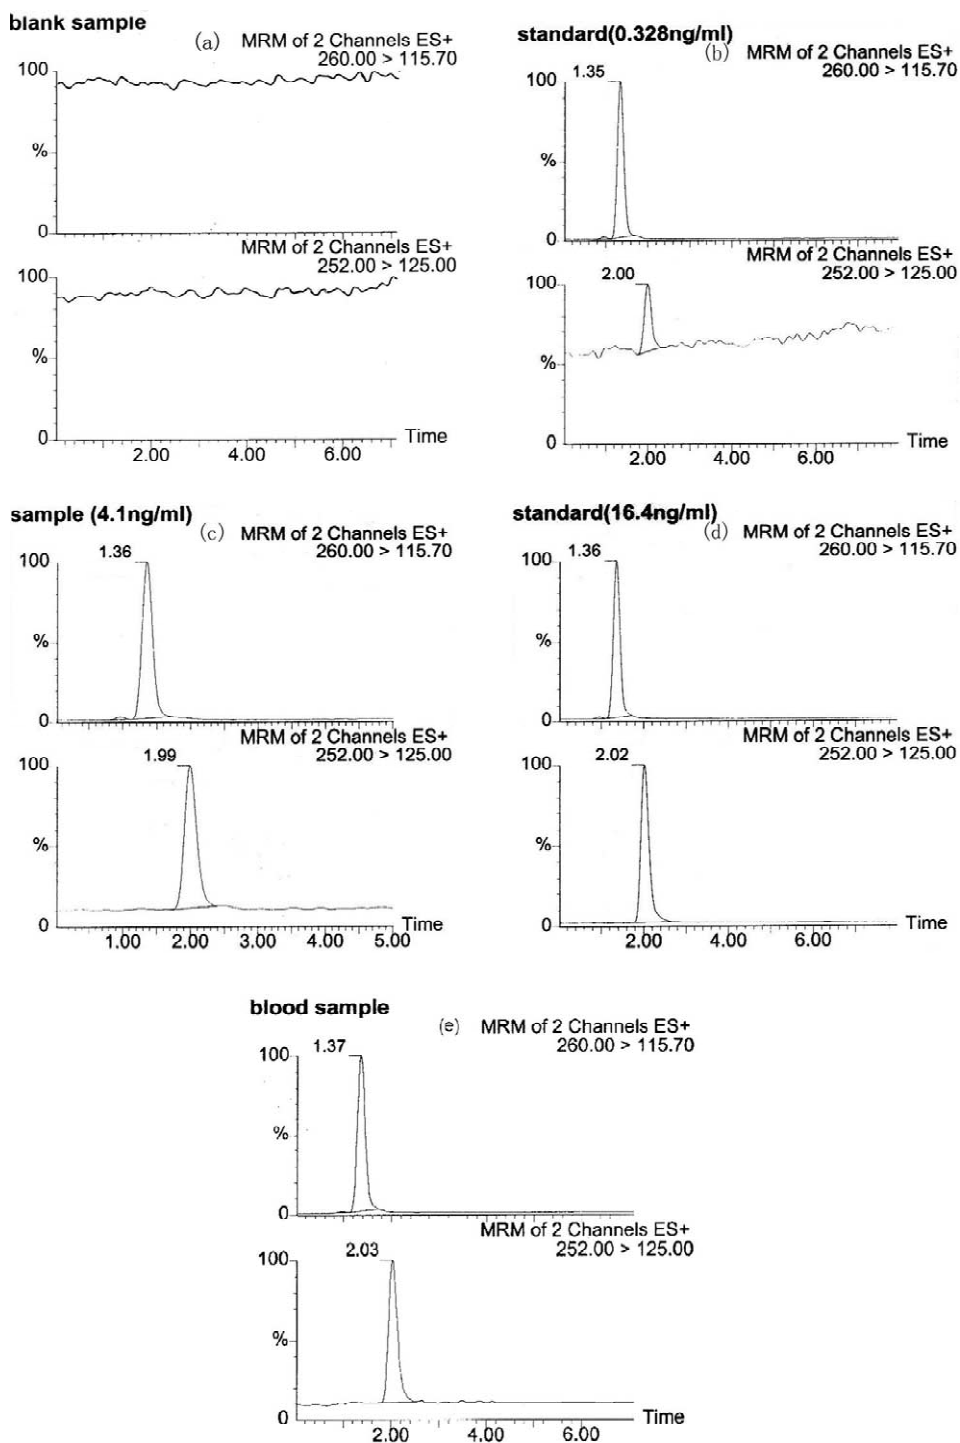 blank sample
(a) MRM of 2 Channels ES+
260.00 > 115.70
100
%
0
MRM of 2 Channels ES+
252.00 > 125.00
100
%
0
Time
2.00 4.00 6.00
standard(0.328ng/ml)
(b) MRM of 2 Channels ES+
260.00 > 115.70
1.35
100
%
0
MRM of 2 Channels ES+
252.00 > 125.00
2.00
100
%
0
Time
2.00 4.00 6.00
sample (4.1ng/ml)
(c) MRM of 2 Channels ES+
260.00 > 115.70
1.36
100
%
0
MRM of 2 Channels ES+
252.00 > 125.00
1.99
100
%
0
Time
1.00 2.00 3.00 4.00 5.00
standard(16.4ng/ml)
(d) MRM of 2 Channels ES+
260.00 > 115.70
1.36
100
%
0
MRM of 2 Channels ES+
252.00 > 125.00
2.02
100
%
0
Time
2.00 4.00 6.00
blood sample
(e) MRM of 2 Channels ES+
260.00 > 115.70
1.37
100
%
0
MRM of 2 Channels ES+
252.00 > 125.00
2.03
100
%
0
Time
2.00 4.00 6.00